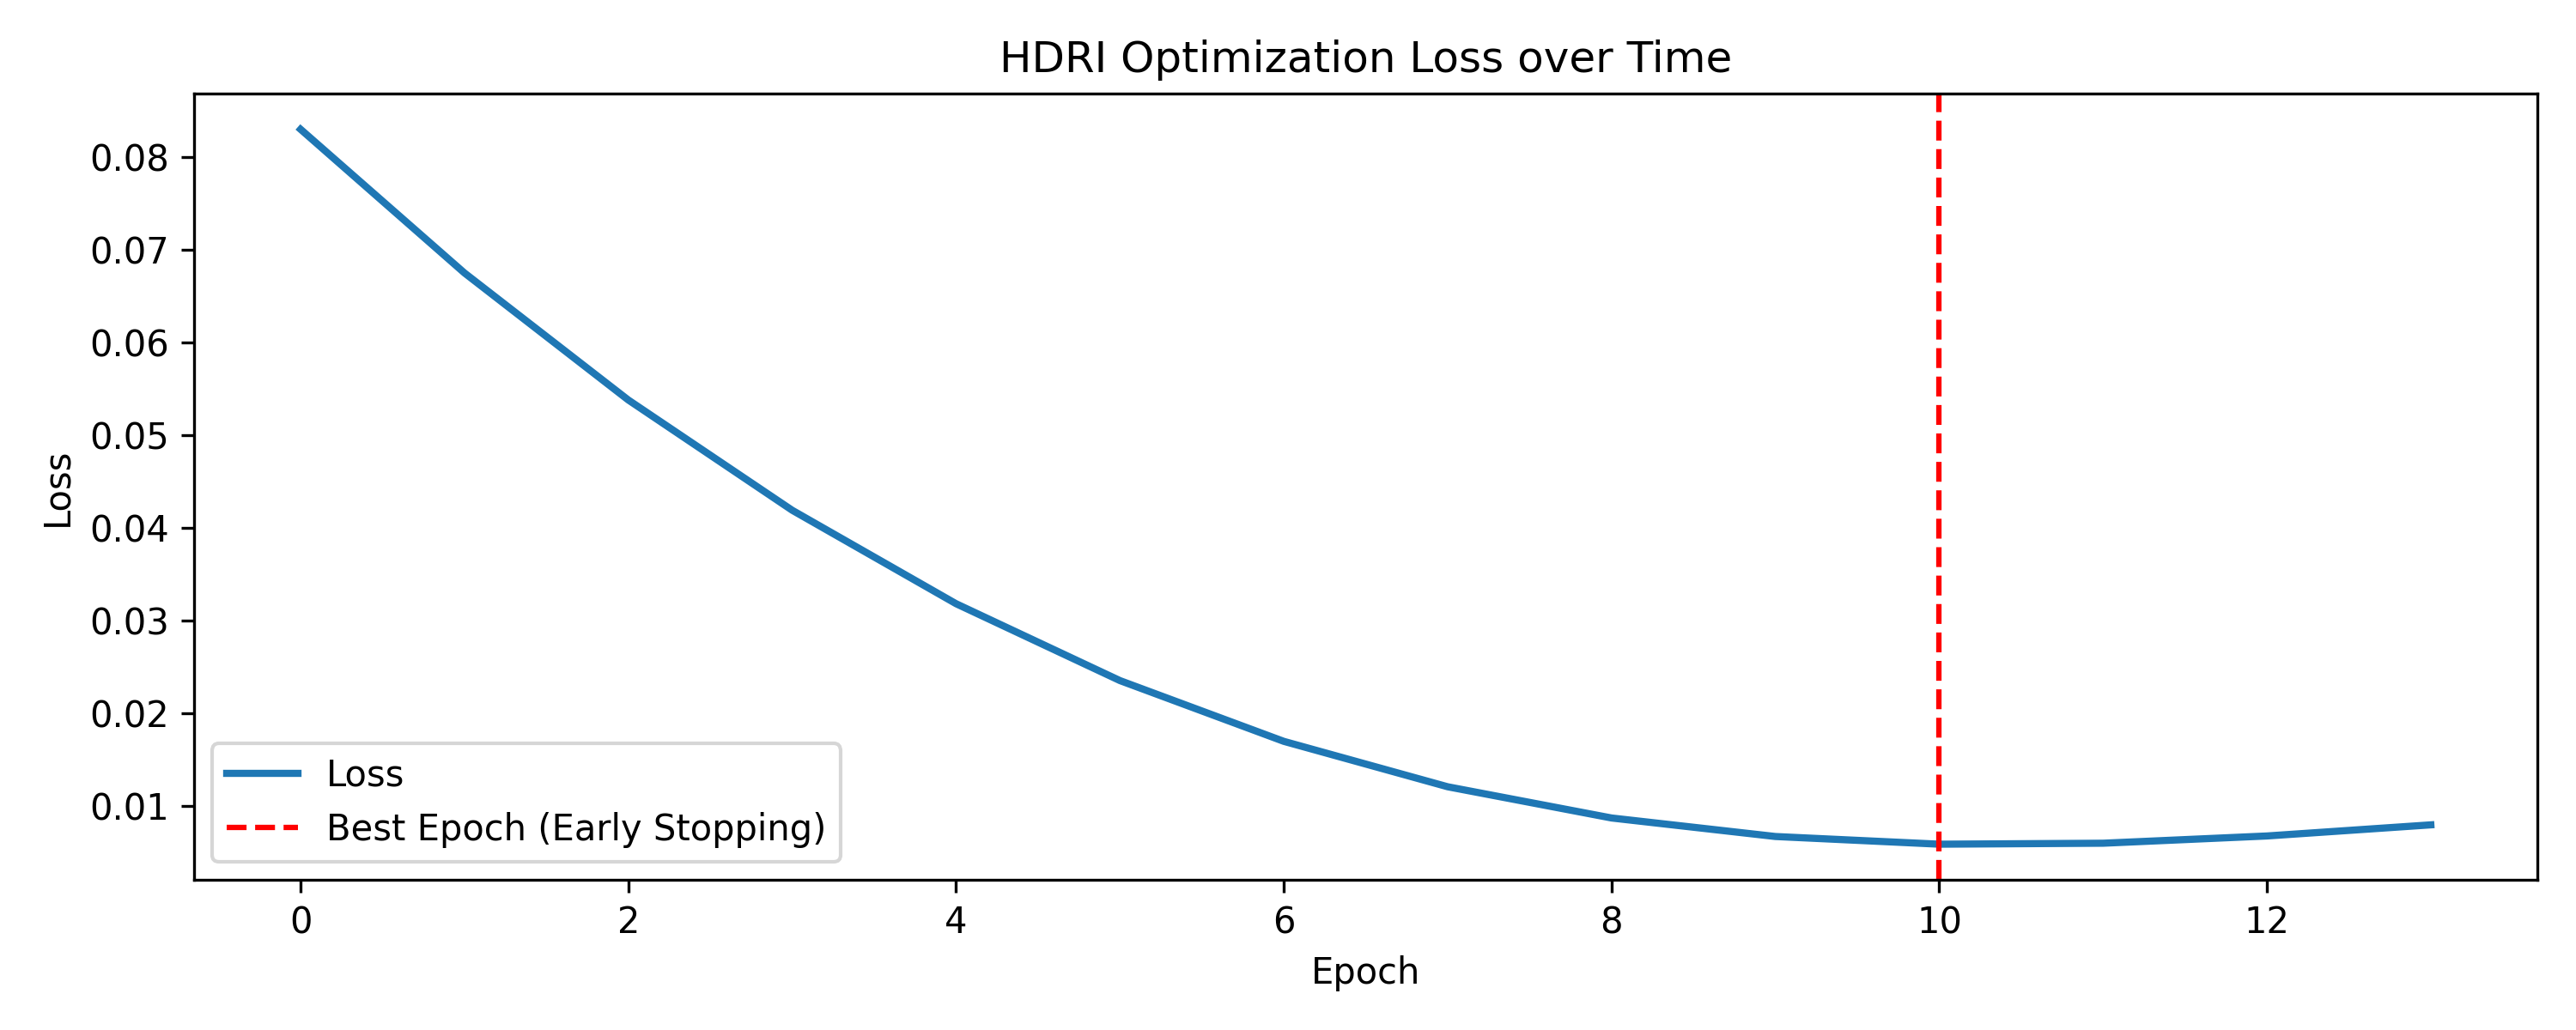 HDRI Optimization Loss over Time
Loss
0.08
0.07
0.06
0.05
0.04
0.03
0.02
0.01
Loss
Best Epoch (Early Stopping)
0 2 4 6 8 10 12
Epoch